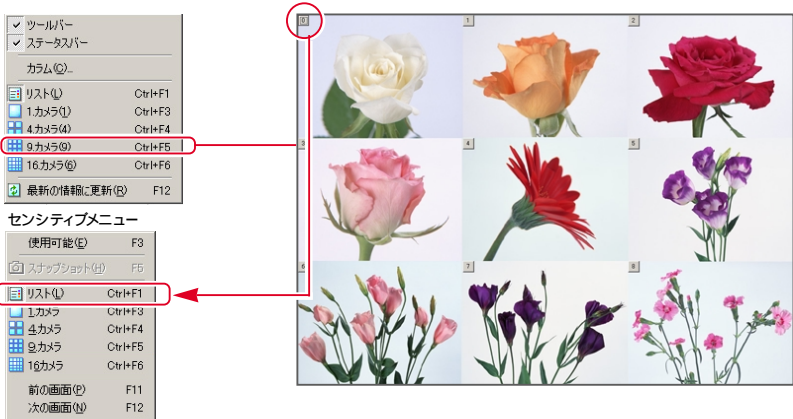 ツールバー
ステータスバー
カラム(C)...
リスト(L) Ctrl+F1
1.カメラ(1) Ctrl+F3
4.カメラ(4) Ctrl+F4
9.カメラ(9) Ctrl+F5
16.カメラ(6) Ctrl+F6
最新の情報に更新(R) F12
センシティブメニュー
使用可能(E) F3
スナップショット(H) F5
リスト(L) Ctrl+F1
1.カメラ Ctrl+F3
4.カメラ Ctrl+F4
9.カメラ Ctrl+F5
16カメラ Ctrl+F6
前の画面(P) F11
次の画面(N) F12
0 1 2
3 4 5
6 7 8